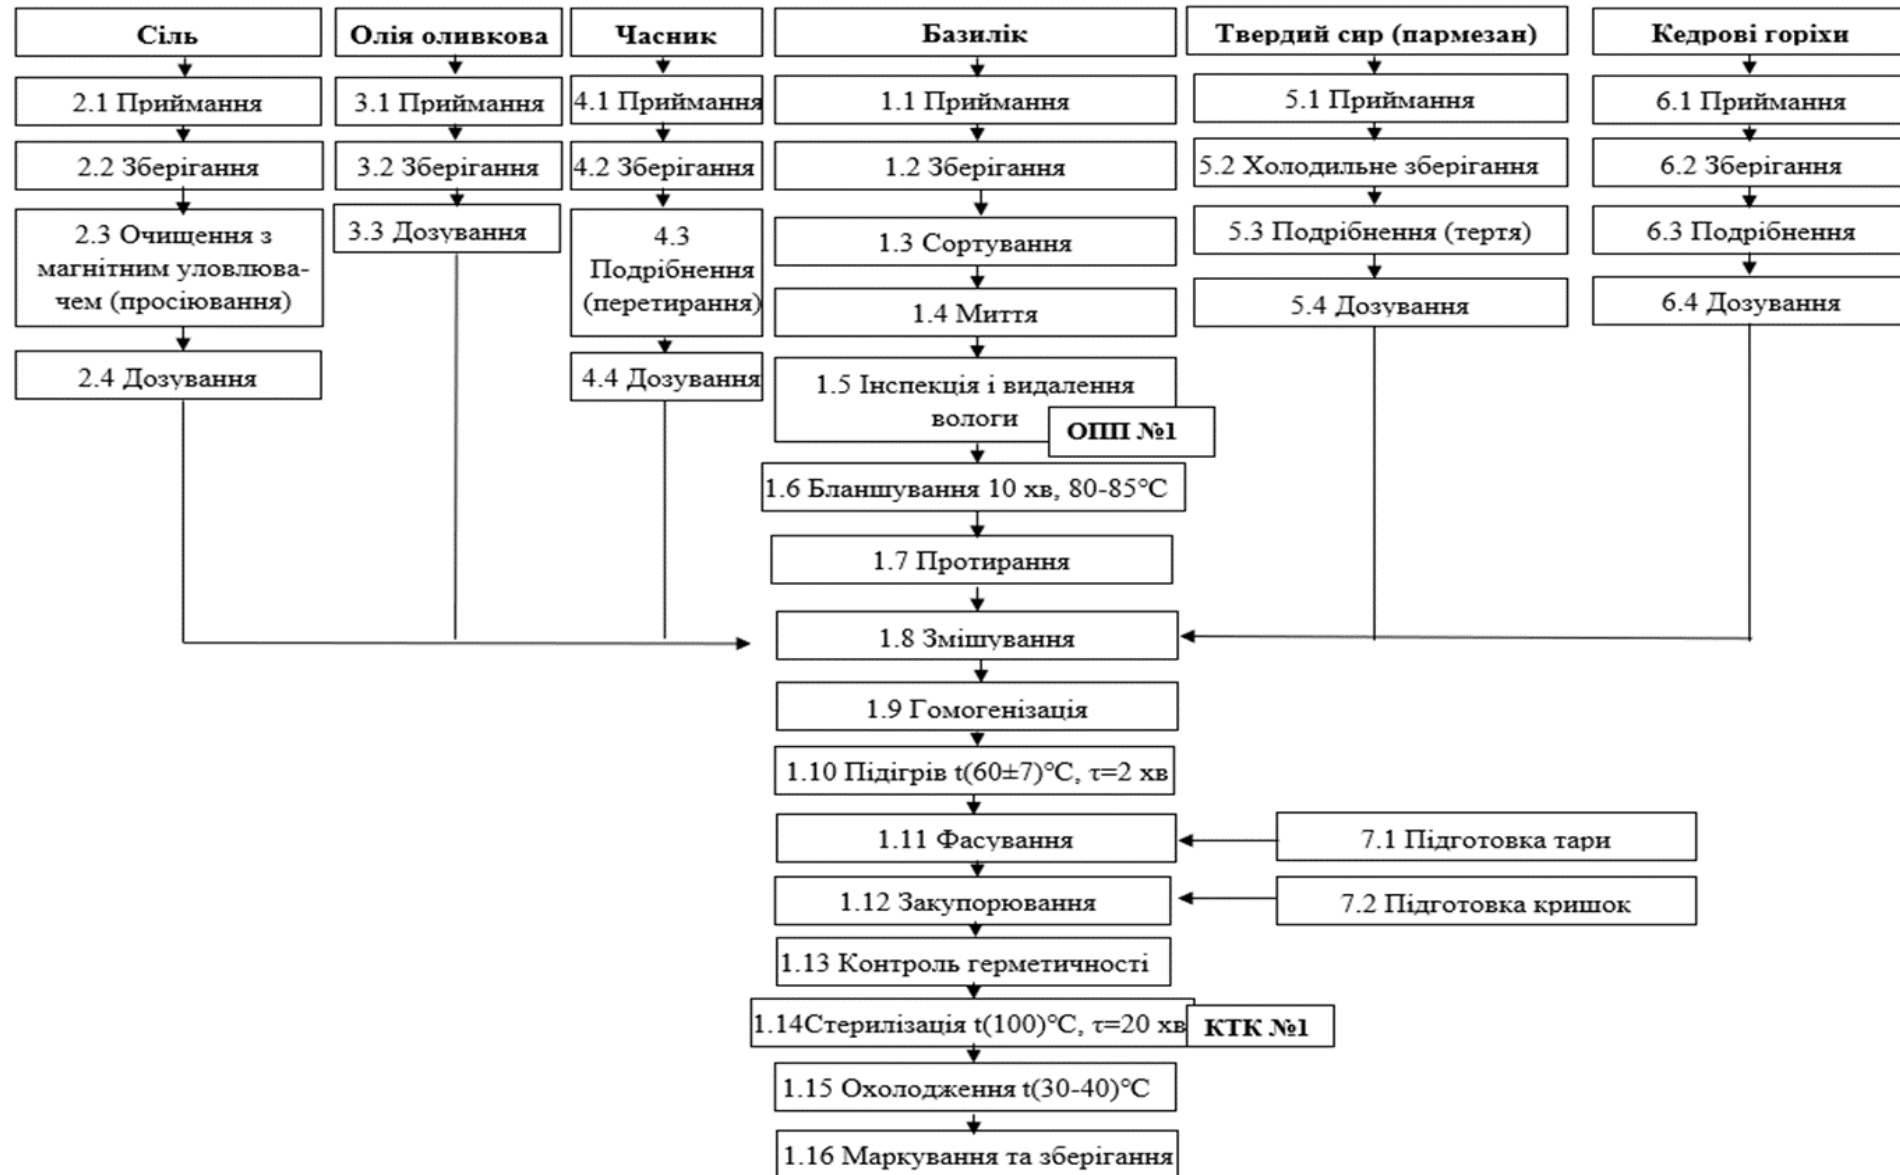 Сіль
Олія оливкова
Часник
Базилік
Твердий сир (пармезан)
Кедрові горіхи
2.1 Приймання
3.1 Приймання
4.1 Приймання
1.1 Приймання
5.1 Приймання
6.1 Приймання
2.2 Зберігання
3.2 Зберігання
4.2 Зберігання
1.2 Зберігання
5.2 Холодильне зберігання
6.2 Зберігання
2.3 Очищення з
магнітним уловлюва-
чем (просіювання)
3.3 Дозування
4.3
Подрібнення
(перетирання)
1.3 Сортування
5.3 Подрібнення (тертя)
6.3 Подрібнення
1.4 Миття
5.4 Дозування
6.4 Дозування
2.4 Дозування
4.4 Дозування
1.5 Інспекція і видалення
вологи
ОПП №1
1.6 Бланшування 10 хв, 80-85°С
1.7 Протирання
1.8 Змішування
1.9 Гомогенізація
1.10 Підігрів t(60±7)°С, τ=2 хв
1.11 Фасування
7.1 Підготовка тари
1.12 Закупорювання
7.2 Підготовка кришок
1.13 Контроль герметичності
1.14Стерилізація t(100)°С, τ=20 хв
КТК №1
1.15 Охолодження t(30-40)°С
1.16 Маркування та зберігання